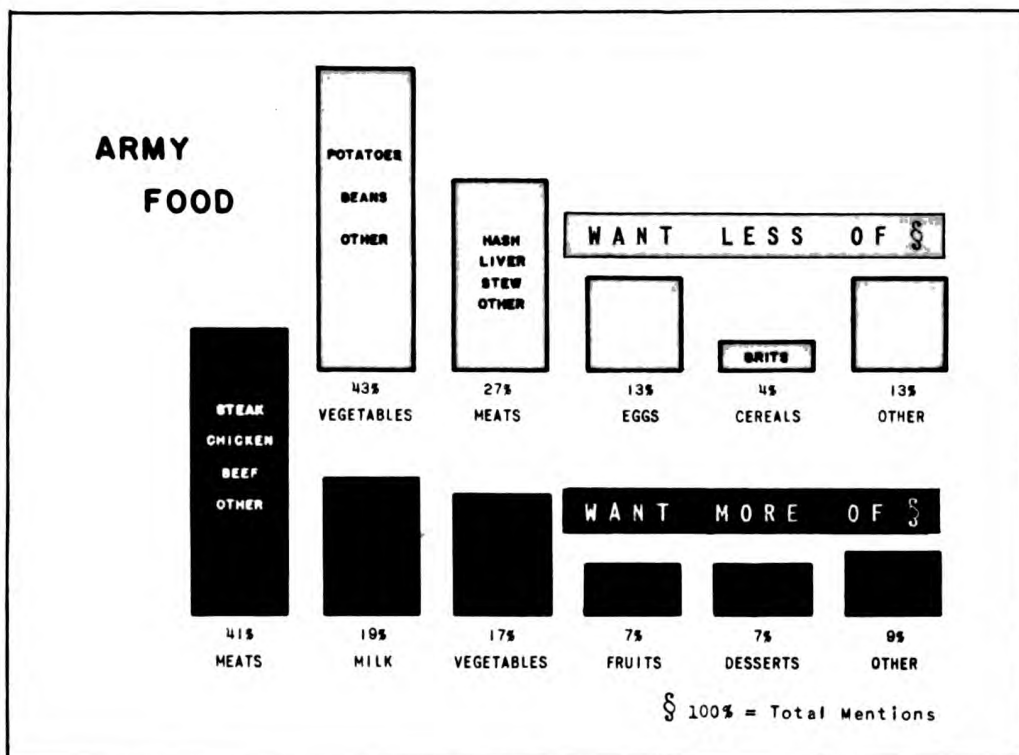 ARMY
FOOD
POTATOES
BEANS
OTHER
HASH
LIVER
STEW
OTHER
WANT LESS OF §
GRITS
43% 27% 13% 4% 13%
VEGETABLES MEATS EGGS CEREALS OTHER
STEAK
CHICKEN
BEEF
OTHER
WANT MORE OF §
41% 19% 17% 7% 7% 9%
MEATS MILK VEGETABLES FRUITS DESSERTS OTHER
§ 100% = Total Mentions